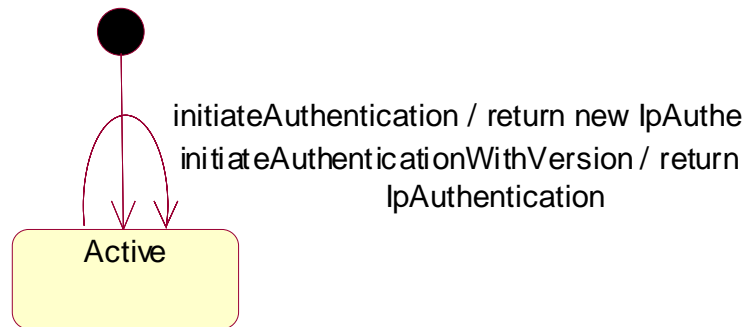 initiateAuthentication / return new IpAuthe
initiateAuthenticationWithVersion / return
IpAuthentication
Active